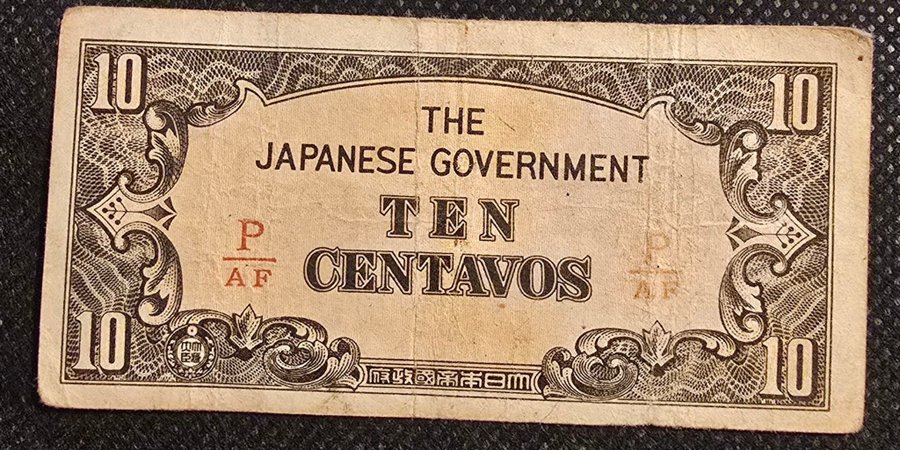 10 10
THE
JAPANESE GOVERNMENT
TEN
CENTAVOS
P P
AF AF
10 10
府政國帝本日大